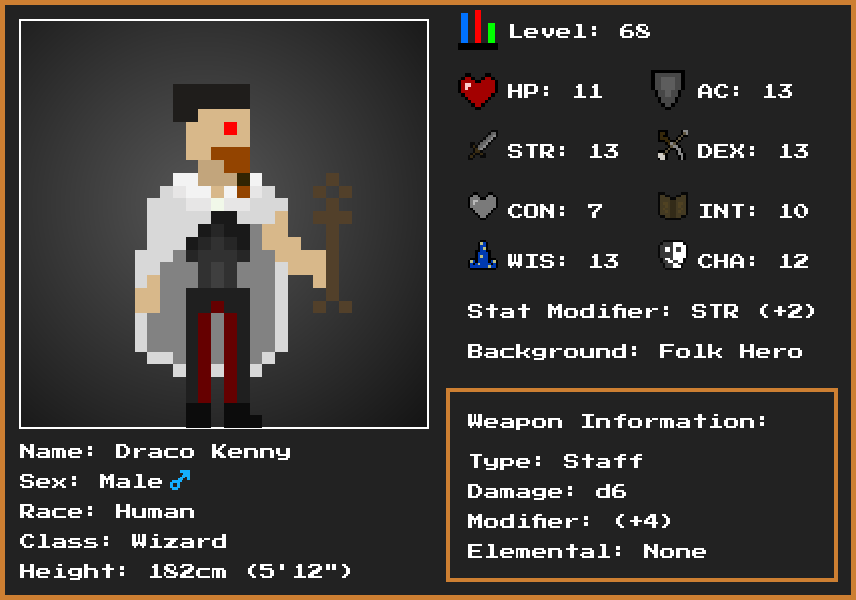 Level: 68
HP: 11
AC: 13
STR: 13
DEX: 13
CON: 7
INT: 10
WIS: 13
CHA: 12
Stat Modifier: STR (+2)
Background: Folk Hero
Weapon Information:
Type: Staff
Damage: d6
Modifier: (+4)
Elemental: None
Name: Draco Kenny
Sex: Male ♂
Race: Human
Class: Wizard
Height: 182cm (5'12")